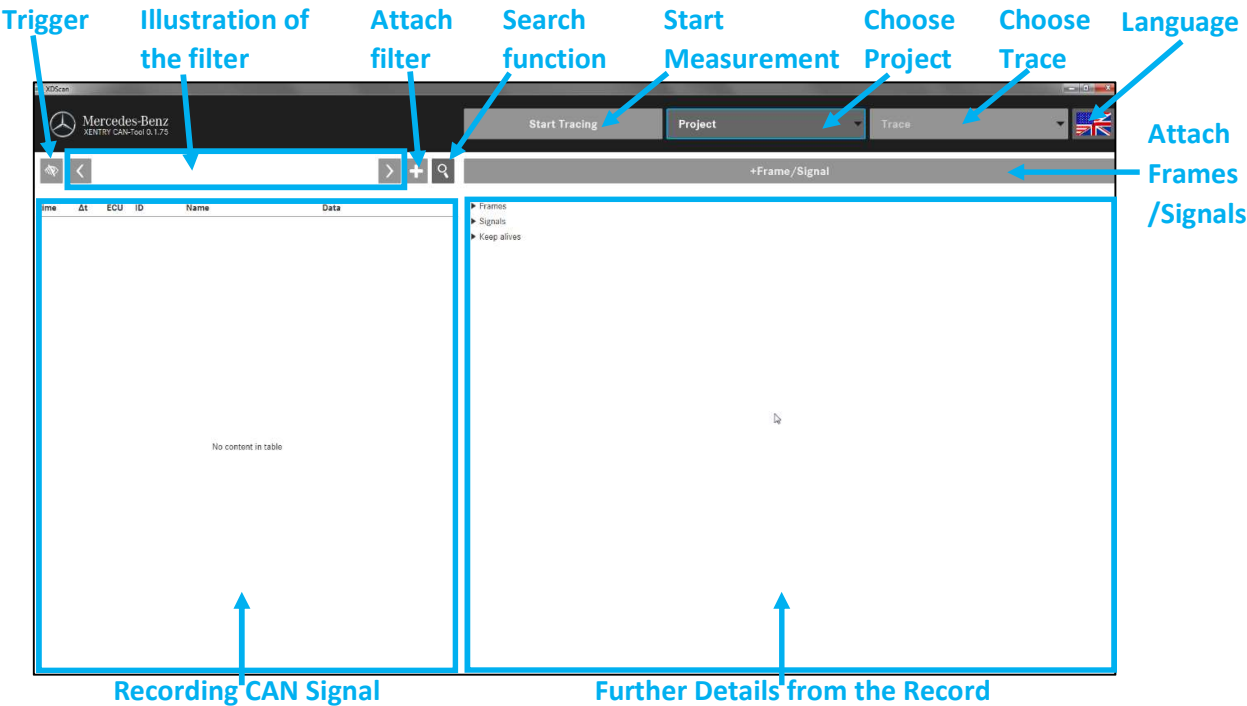 Trigger
Illustration of
the filter
Attach
filter
Search
function
Start
Measurement
Choose
Project
Choose
Trace
Language
XDScan
Mercedes-Benz
XENTRY CAN-Tool 0.1.75
Start Tracing
Project
Trace
Attach
Frames
/Signals
+Frame/Signal
ime Δt ECU ID Name Data
Frames
Signals
Keep alives
No content in table
Recording CAN Signal
Further Details from the Record